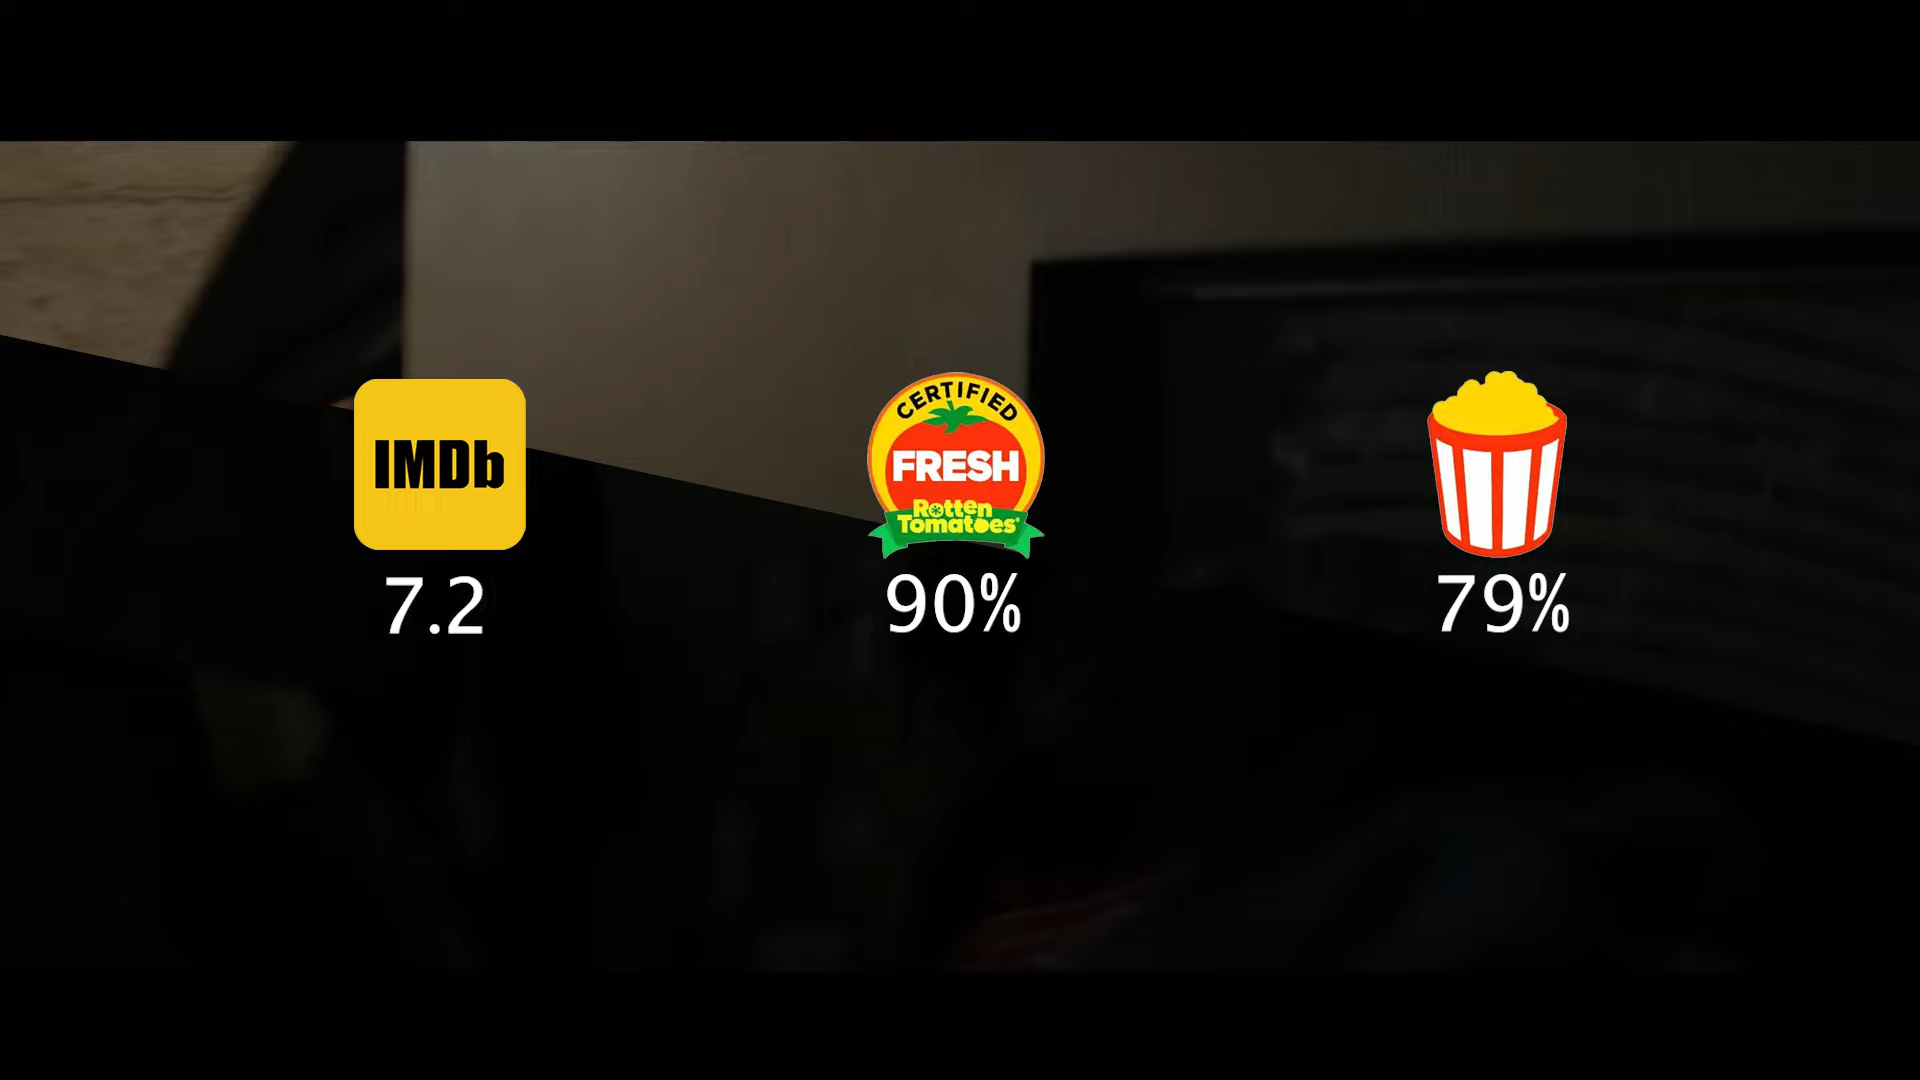 IMDb
7.2
CERTIFIED
FRESH
Rotten
Tomatoes®
90%
79%